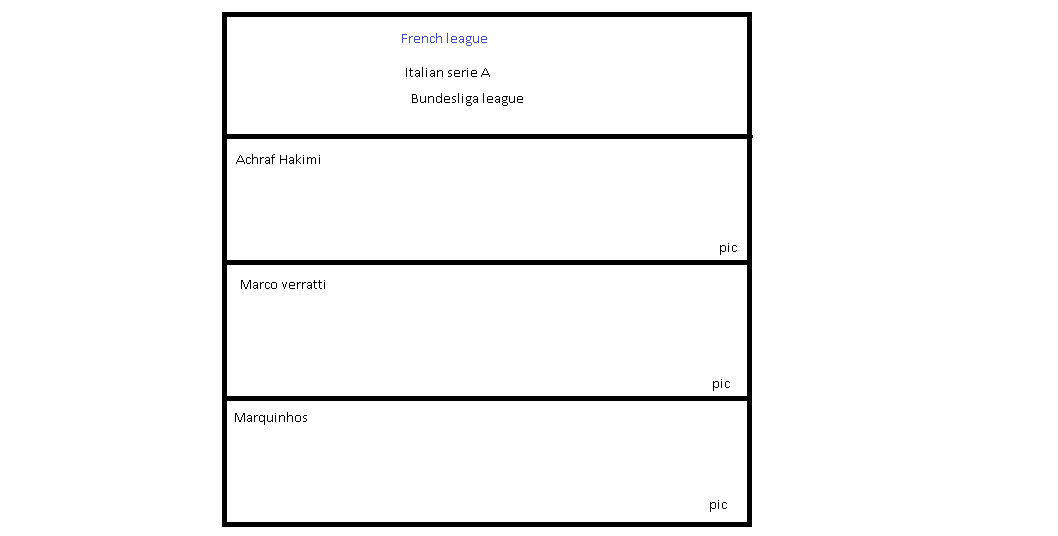 French league
Italian serie A
Bundesliga league
Achraf Hakimi
pic
Marco verratti
pic
Marquinhos
pic